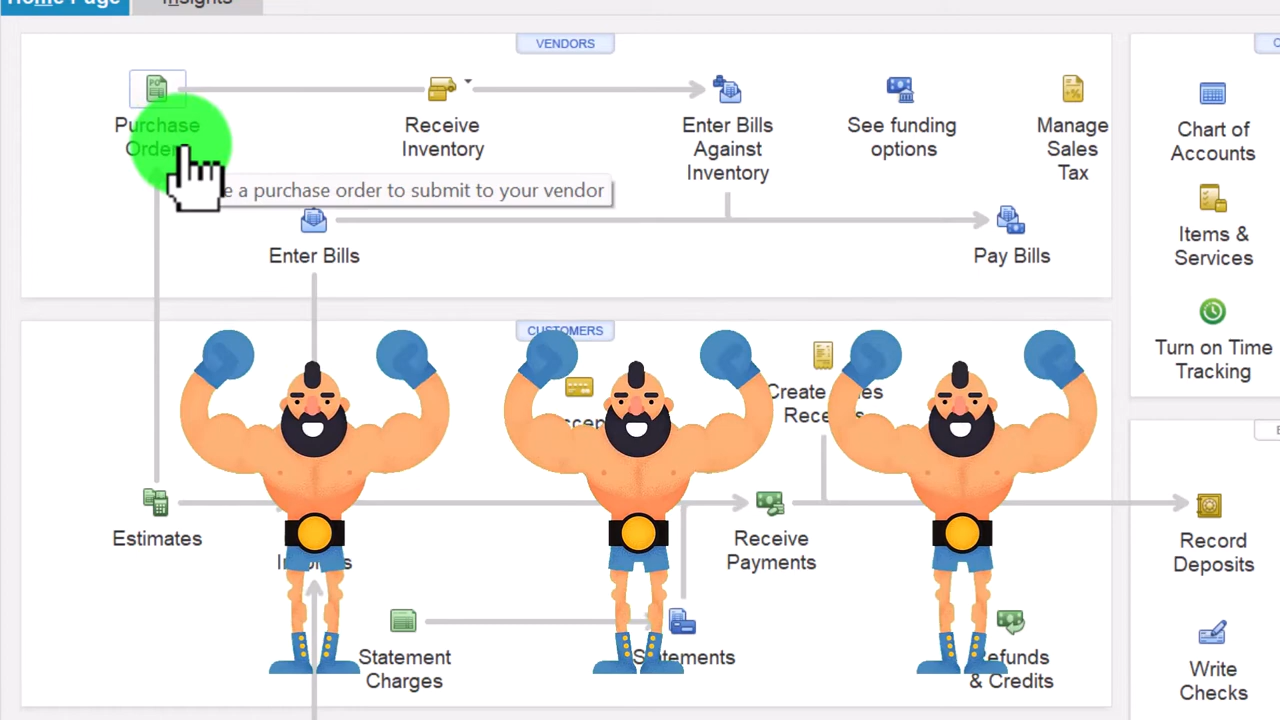 Home Page
Insights
VENDORS
Purchase
Receive
Inventory
Enter Bills
Against
Inventory
See funding
options
Manage
Sales
Tax
a purchase order to submit to your vendor
Enter Bills
Pay Bills
Chart of
Accounts
Items &
Services
Turn on Time
Tracking
CUSTOMERS
Create
Estimates
Receive
Payments
Record
Deposits
Statement
Charges
Statements
Refunds
& Credits
Write
Checks